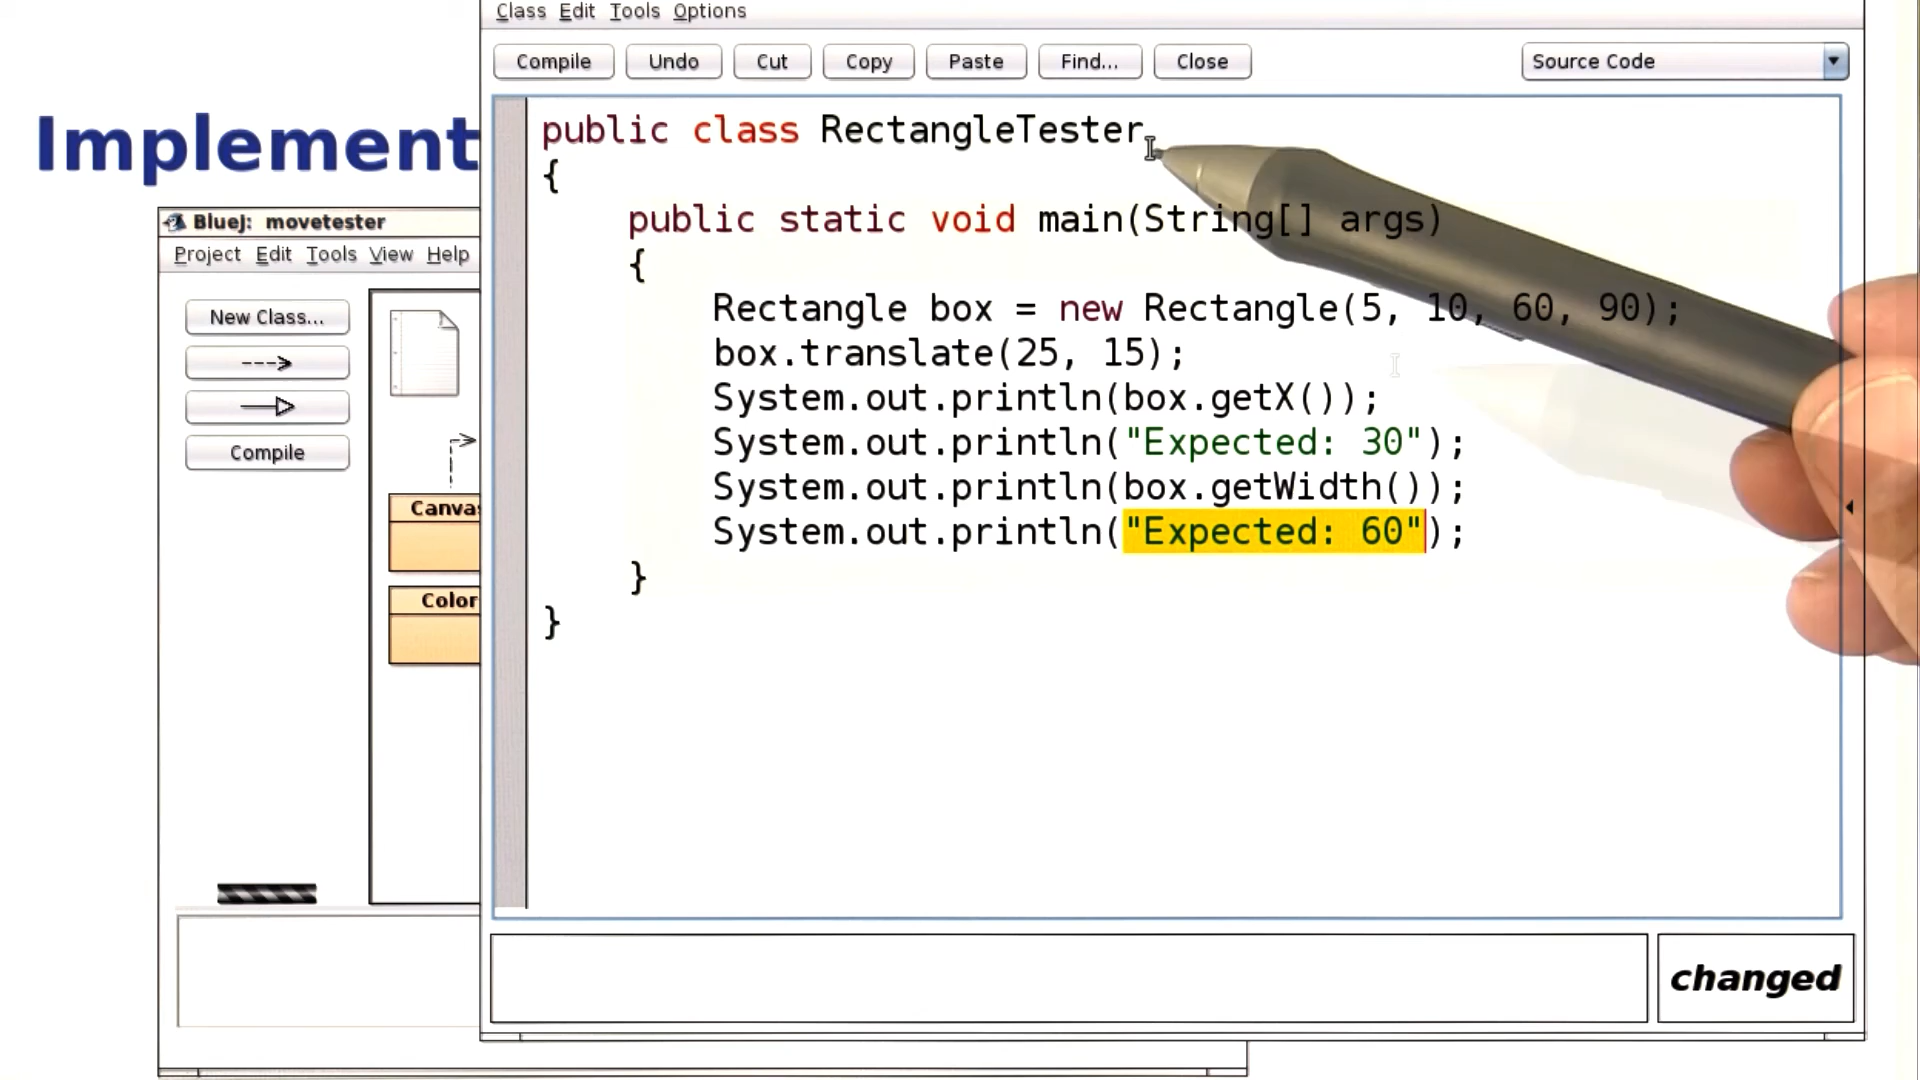 Class Edit Tools Options
Compile Undo Cut Copy Paste Find... Close Source Code
Implement
public class RectangleTester
{
public static void main(String[] args)
{
Rectangle box = new Rectangle(5, 10, 60, 90);
box.translate(25, 15);
System.out.println(box.getX());
System.out.println("Expected: 30");
System.out.println(box.getWidth());
System.out.println("Expected: 60");
}
}
BlueJ: movetester
Project Edit Tools View Help
New Class...
Compile
Canvas
Color
changed